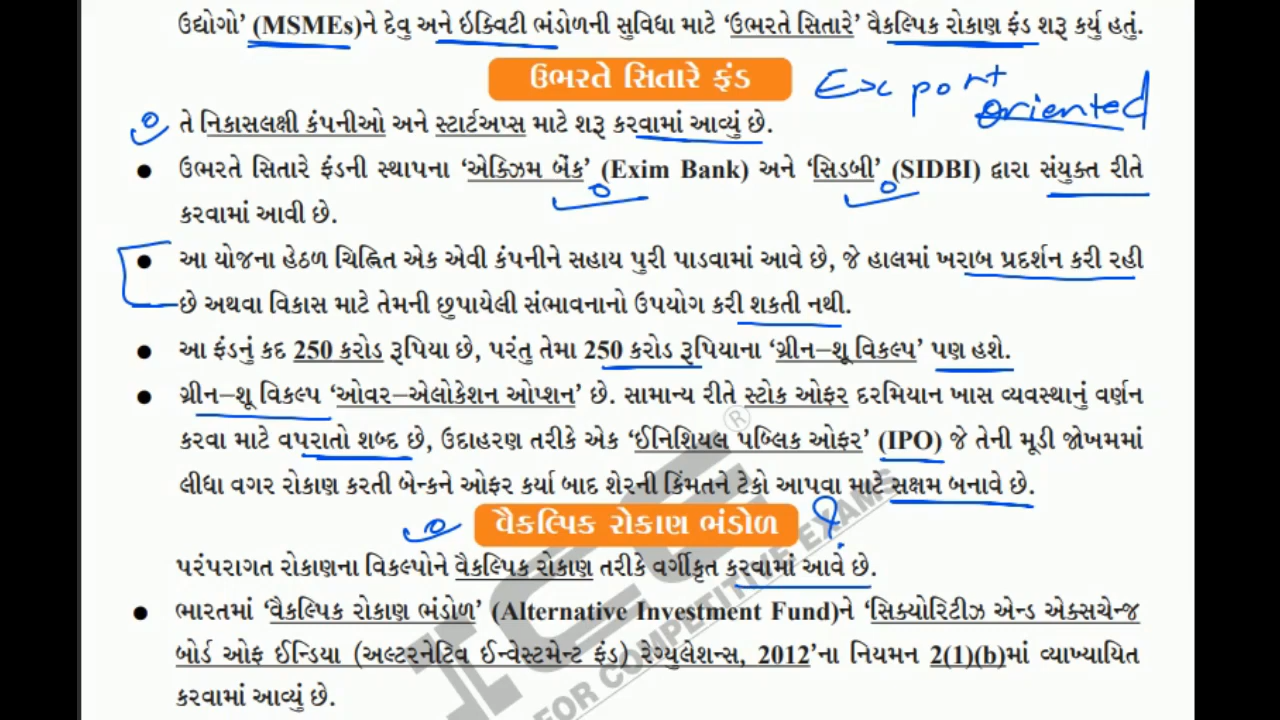 ઉદ્યોગો' (MSMEs)ને દેવુ અને ઇક્વિટી ભંડોળની સુવિધા માટે 'ઉભરતે સિતારે' વૈકલ્પિક રોકાણ ફંડ શરૂ કર્યુ હતું.
ઉભરતે સિતારે ફંડ
Export
oriented
તે નિકાસલક્ષી કંપનીઓ અને સ્ટાર્ટઅપ્સ માટે શરૂ કરવામાં આવ્યું છે.
● ઉભરતે સિતારે ફંડની સ્થાપના 'એક્ઝિમ બેંક' (Exim Bank) અને 'સિડબી' (SIDBI) દ્વારા સંયુક્ત રીતે
કરવામાં આવી છે.
● આ યોજના હેઠળ ચિહ્નિત એક એવી કંપનીને સહાય પુરી પાડવામાં આવે છે, જે હાલમાં ખરાબ પ્રદર્શન કરી રહી
છે અથવા વિકાસ માટે તેમની છુપાયેલી સંભાવનાનો ઉપયોગ કરી શકતી નથી.
● આ ફંડનું કદ 250 કરોડ રૂપિયા છે, પરંતુ તેમા 250 કરોડ રૂપિયાના 'ગ્રીન-શૂ વિકલ્પ' પણ હશે.
● ગ્રીન-શૂ વિકલ્પ 'ઓવર-એલોકેશન ઓપ્શન' છે. સામાન્ય રીતે સ્ટોક ઓફર દરમિયાન ખાસ વ્યવસ્થાનું વર્ણન
કરવા માટે વપરાતો શબ્દ છે, ઉદાહરણ તરીકે એક 'ઈનિશિયલ પબ્લિક ઓફર' (IPO) જે તેની મૂડી જોખમમાં
લીધા વગર રોકાણ કરતી બેન્કને ઓફર કર્યા બાદ શેરની કિંમતને ટેકો આપવા માટે સક્ષમ બનાવે છે.
વૈકલ્પિક રોકાણ ભંડોળ ?
પરંપરાગત રોકાણના વિકલ્પોને વૈકલ્પિક રોકાણ તરીકે વર્ગીકૃત કરવામાં આવે છે.
● ભારતમાં 'વૈકલ્પિક રોકાણ ભંડોળ' (Alternative Investment Fund)ને 'સિક્યોરિટીઝ એન્ડ એક્સચેન્જ
બોર્ડ ઓફ ઈન્ડિયા (અલ્ટરનેટિવ ઈન્વેસ્ટમેન્ટ ફંડ) રેગ્યુલેશન્સ, 2012'ના નિયમન 2(1)(b)માં વ્યાખ્યાયિત
કરવામાં આવ્યું છે.
ICE ®
FOR COMPETITIVE EXAMS